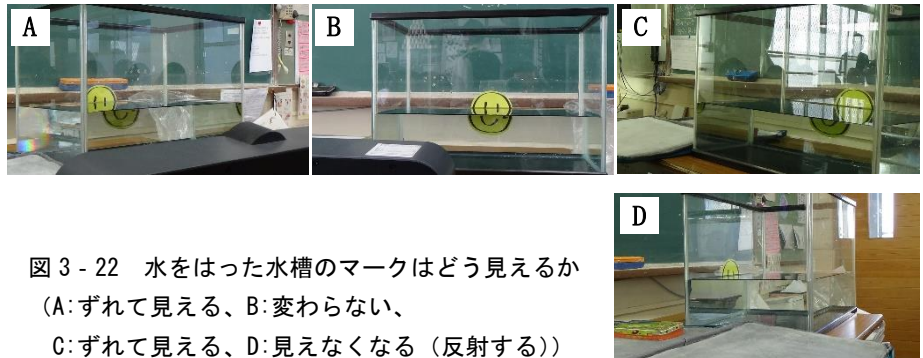 A
B
C
D
図3-22 水をはった水槽のマークはどう見えるか
(A:ずれて見える、B:変わらない、
C:ずれて見える、D:見えなくなる(反射する))